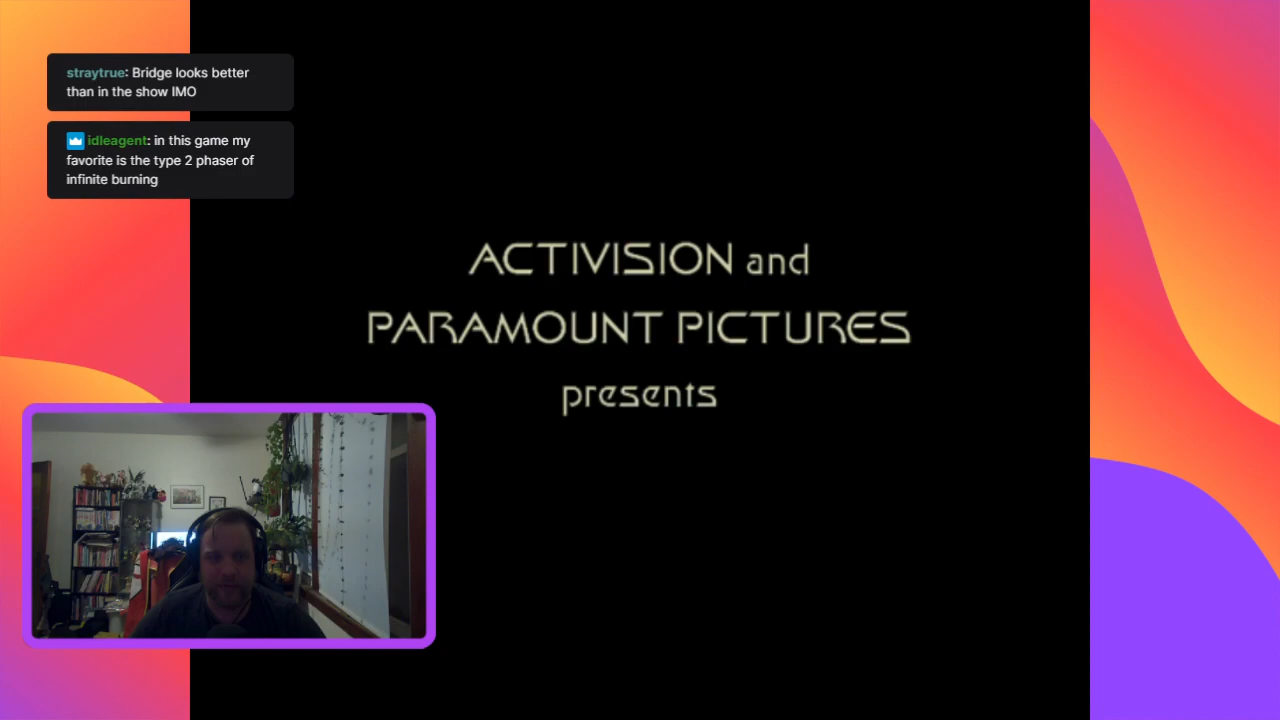 straytrue: Bridge looks better
than in the show IMO
idleagent: in this game my
favorite is the type 2 phaser of
infinite burning
ACTIVISION and
PARAMOUNT PICTURES
presents